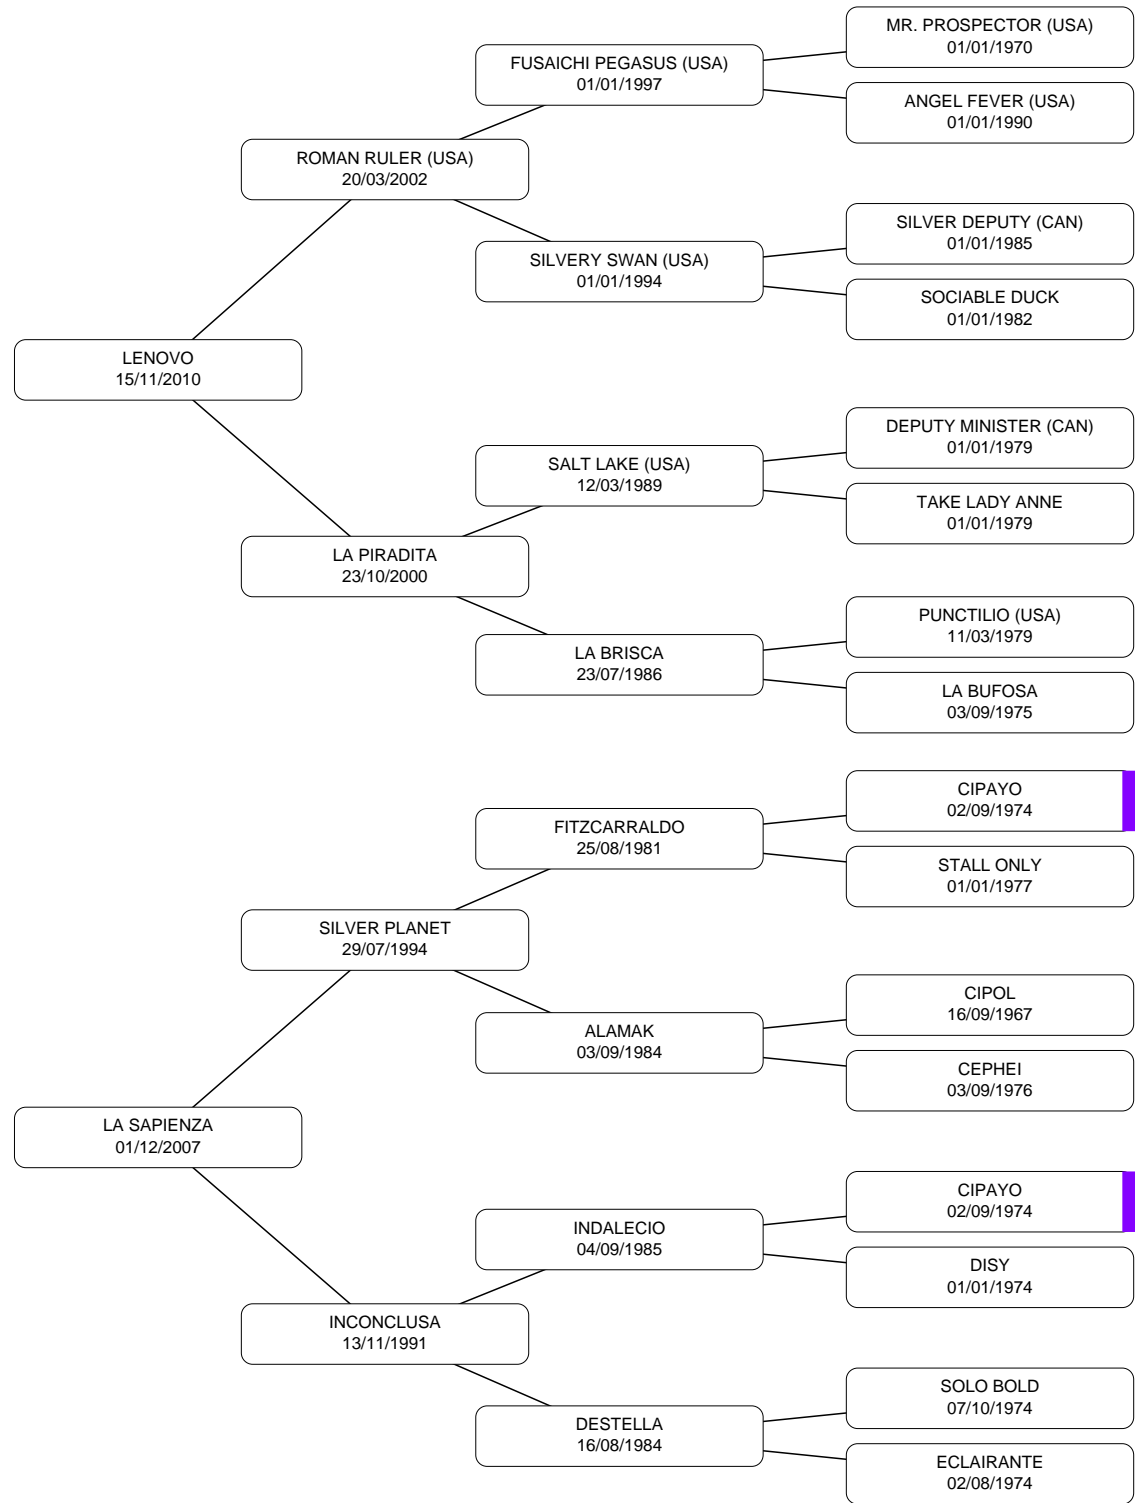 MR. PROSPECTOR (USA)
01/01/1970
FUSAICHI PEGASUS (USA)
01/01/1997
ANGEL FEVER (USA)
01/01/1990
ROMAN RULER (USA)
20/03/2002
SILVER DEPUTY (CAN)
01/01/1985
SILVERY SWAN (USA)
01/01/1994
SOCIABLE DUCK
01/01/1982
LENOVO
15/11/2010
DEPUTY MINISTER (CAN)
01/01/1979
SALT LAKE (USA)
12/03/1989
TAKE LADY ANNE
01/01/1979
LA PIRADITA
23/10/2000
PUNCTILIO (USA)
11/03/1979
LA BRISCA
23/07/1986
LA BUFOSA
03/09/1975
CIPAYO
02/09/1974
FITZCARRALDO
25/08/1981
STALL ONLY
01/01/1977
SILVER PLANET
29/07/1994
CIPOL
16/09/1967
ALAMAK
03/09/1984
CEPHEI
03/09/1976
LA SAPIENZA
01/12/2007
CIPAYO
02/09/1974
INDALECIO
04/09/1985
DISY
01/01/1974
INCONCLUSA
13/11/1991
SOLO BOLD
07/10/1974
DESTELLA
16/08/1984
ECLAIRANTE
02/08/1974